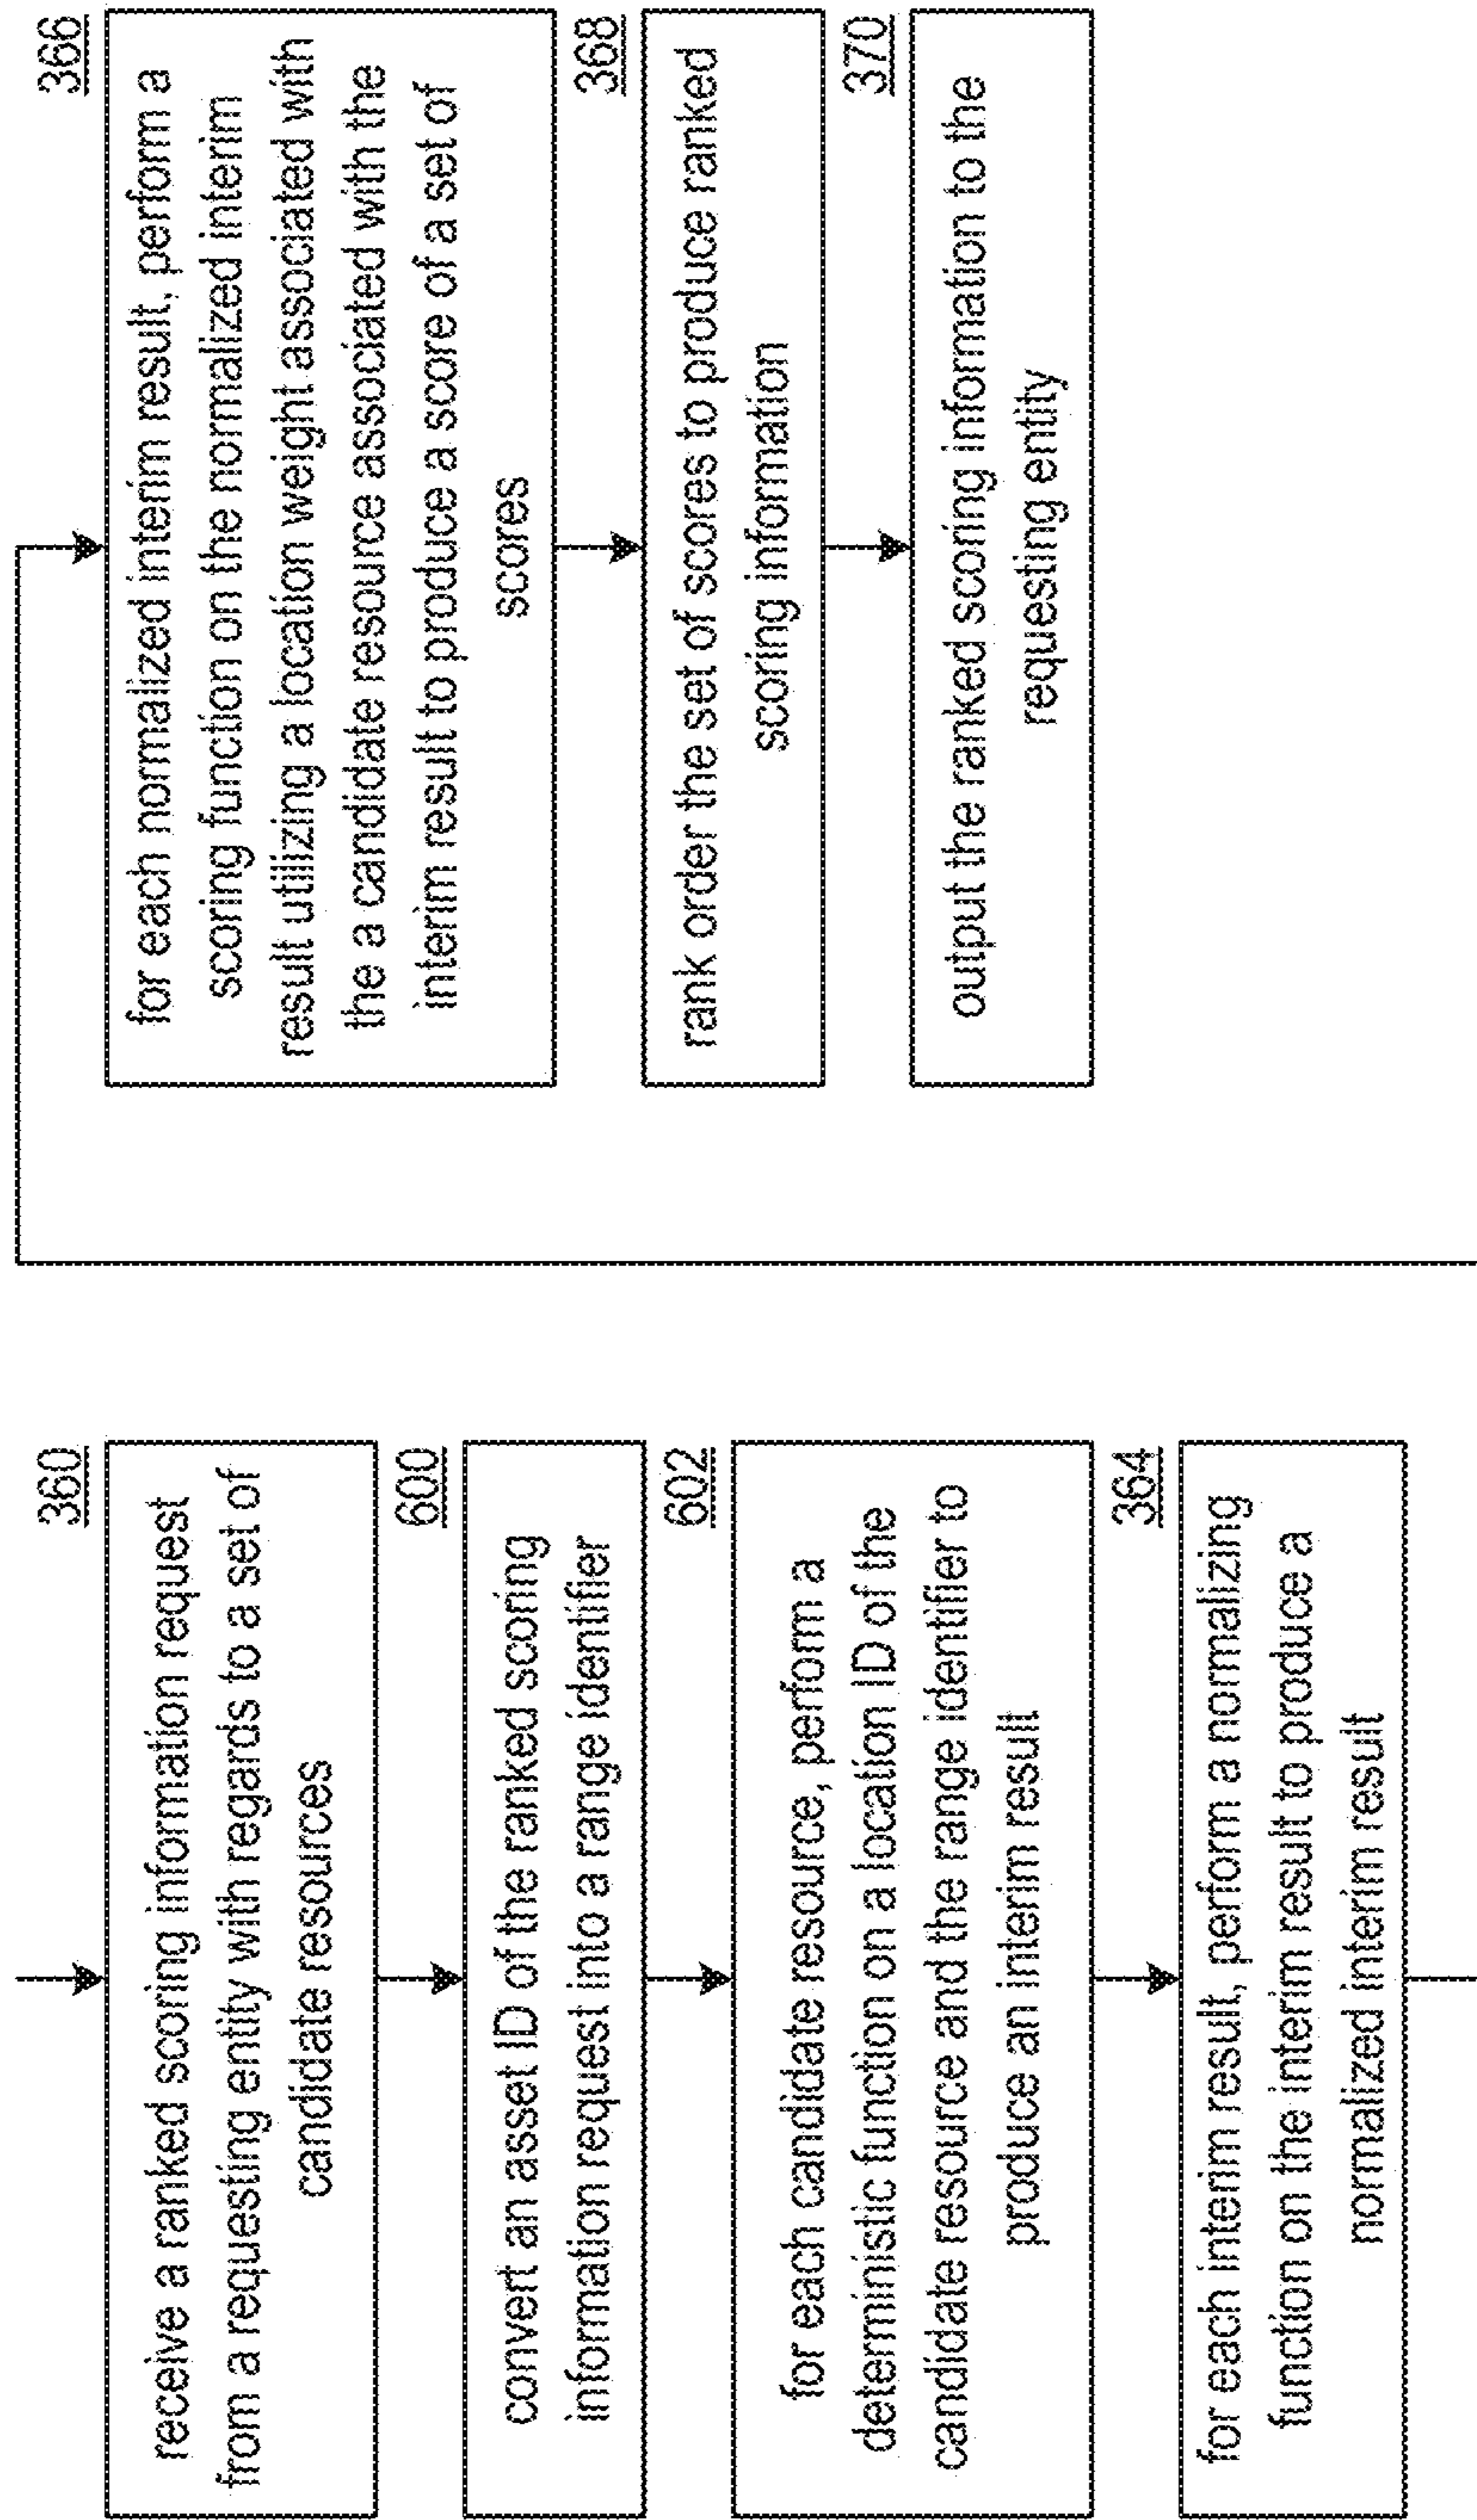 360
receive a ranked scoring information request
from a requesting entity with regards to a set of
candidate resources
600
convert an asset ID of the ranked scoring
information request into a range identifier
602
for each candidate resource, perform a
deterministic function on a location ID of the
candidate resource and the range identifier to
produce an interim result
364
for each interim result, perform a normalizing
function on the interim result to produce a
normalized interim result
366
for each normalized interim result, perform a
scoring function on the normalized interim
result utilizing a location weight associated with
the a candidate resource associated with the
interim result to produce a score of a set of
scores
368
rank order the set of scores to produce ranked
scoring information
370
output the ranked scoring information to the
requesting entity